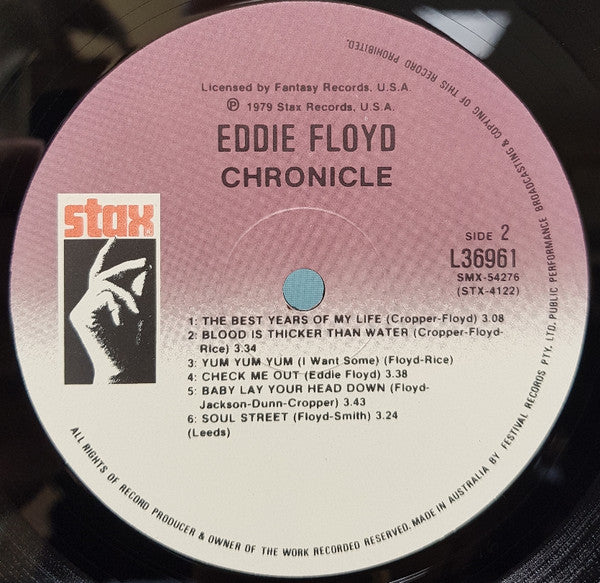 Licensed by Fantasy Records, U.S.A.
℗ 1979 Stax Records, U.S.A.
EDDIE FLOYD
CHRONICLE
stax
SIDE 2
L36961
SMX-54276
(STX-4122)
1: THE BEST YEARS OF MY LIFE (Cropper-Floyd) 3.08
2: BLOOD IS THICKER THAN WATER (Cropper-Floyd-
Rice) 3.34
3: YUM YUM YUM (I Want Some) (Floyd-Rice)
4: CHECK ME OUT (Eddie Floyd) 3.38
5: BABY LAY YOUR HEAD DOWN (Floyd-
Jackson-Dunn-Cropper) 3.43
6: SOUL STREET (Floyd-Smith) 3.24
(Leeds)
ALL RIGHTS OF RECORD PRODUCER & OWNER OF THE WORK RECORDED RESERVED. MADE IN AUSTRALIA BY FESTIVAL RECORDS PTY. LTD. PUBLIC PERFORMANCE BROADCASTING & COPYING OF THIS RECORD PROHIBITED.